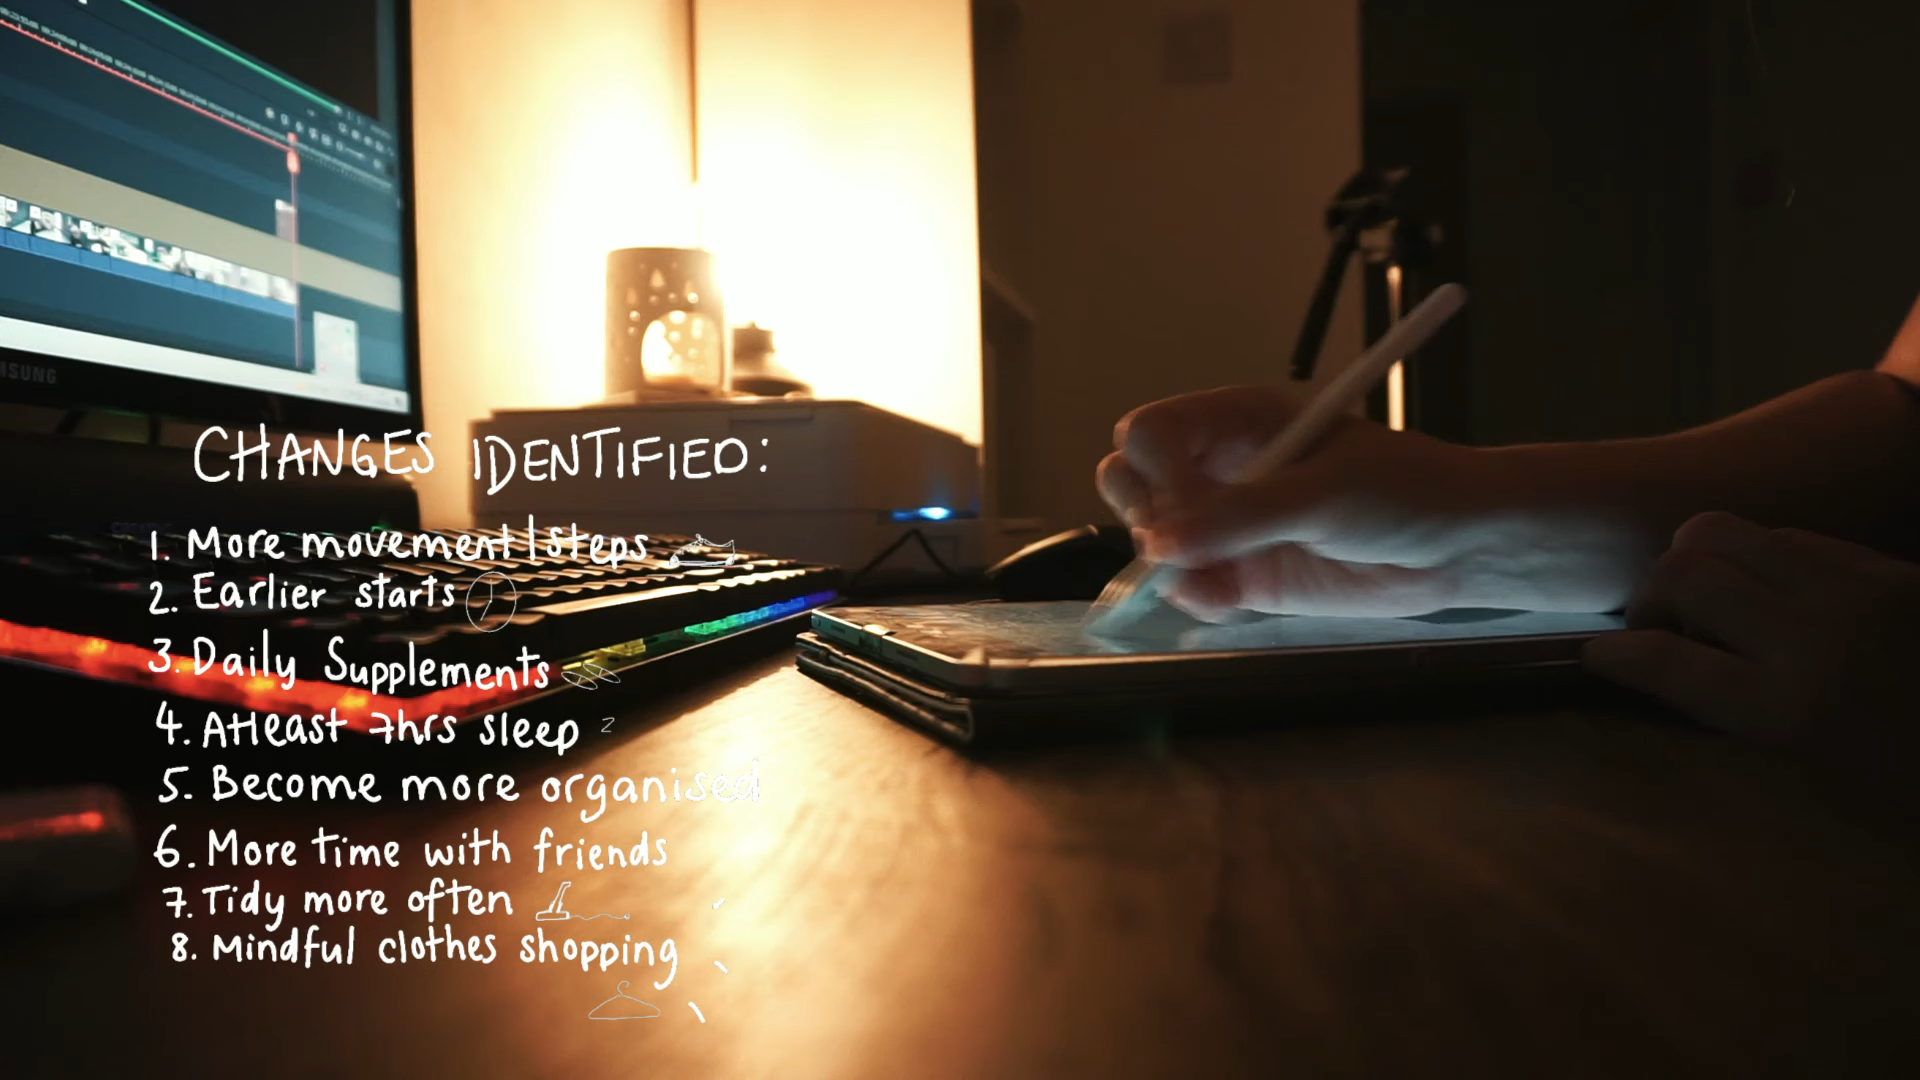 CHANGES IDENTIFIED:
1. More movement|steps
2. Earlier starts
3. Daily Supplements
4. Atleast 7hrs sleep z
5. Become more organised
6. More time with friends
7. Tidy more often
8. Mindful clothes shopping